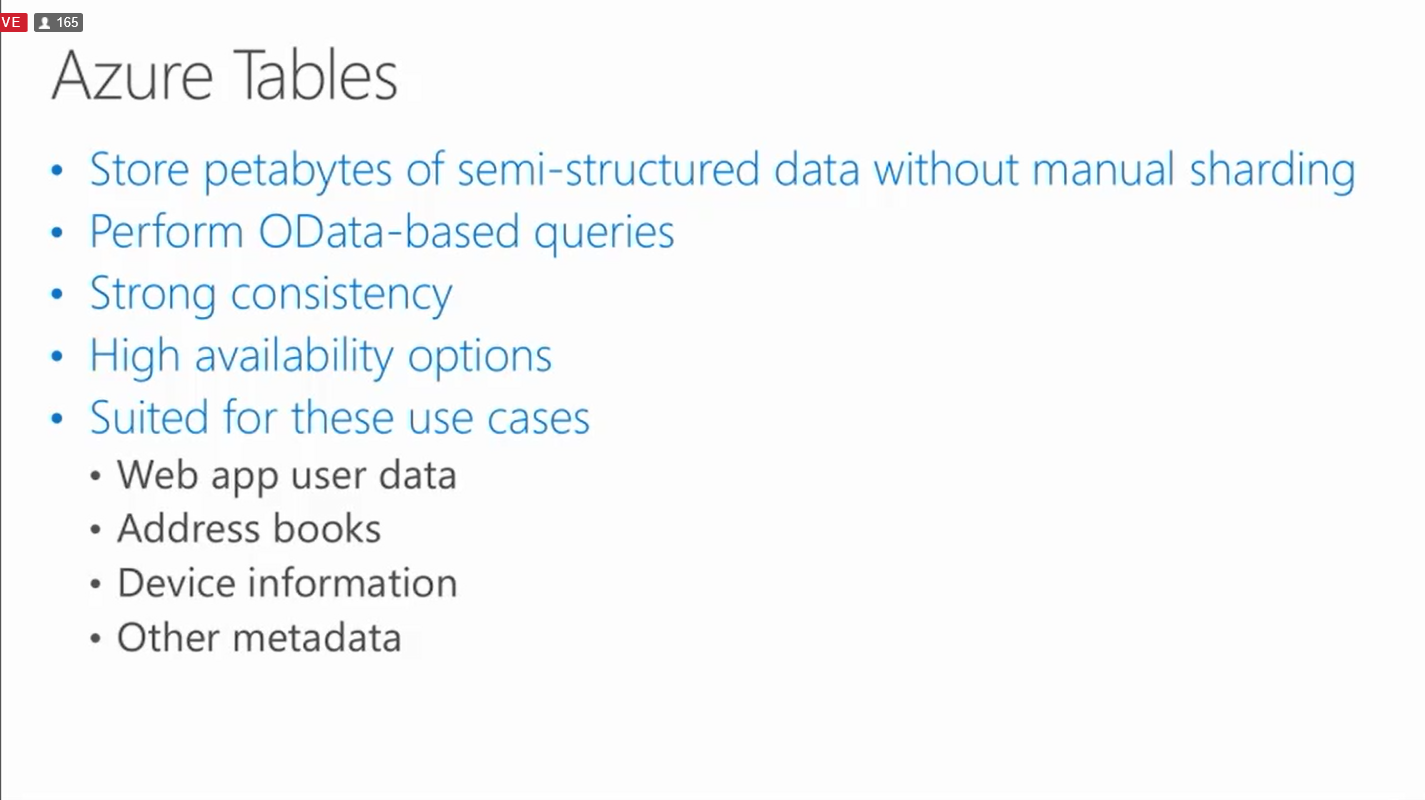 VE 165
Azure Tables
• Store petabytes of semi-structured data without manual sharding
• Perform OData-based queries
• Strong consistency
• High availability options
• Suited for these use cases
• Web app user data
• Address books
• Device information
• Other metadata